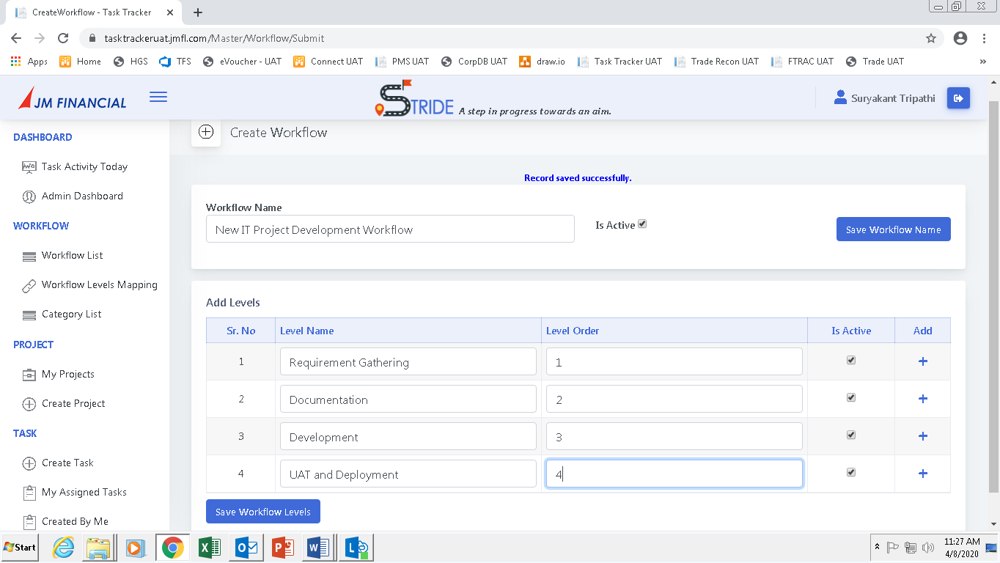 CreateWorkflow - Task Tracker
tasktrackeruat.jmfl.com/Master/Workflow/Submit
Apps Home HGS TFS eVoucher - UAT Connect UAT PMS UAT CorpDB UAT draw.io Task Tracker UAT Trade Recon UAT FTRAC UAT Trade UAT »
JM FINANCIAL
STRIDE A step in progress towards an aim.
Suryakant Tripathi
DASHBOARD
Task Activity Today
Admin Dashboard
WORKFLOW
Workflow List
Workflow Levels Mapping
Category List
PROJECT
My Projects
Create Project
TASK
Create Task
My Assigned Tasks
Created By Me
Create Workflow
Record saved successfully.
Workflow Name
New IT Project Development Workflow
Is Active
Save Workflow Name
Add Levels
Sr. No Level Name Level Order Is Active Add
1 Requirement Gathering 1
2 Documentation 2
3 Development 3
4 UAT and Deployment 4
Save Workflow Levels
Start
11:27 AM
4/8/2020